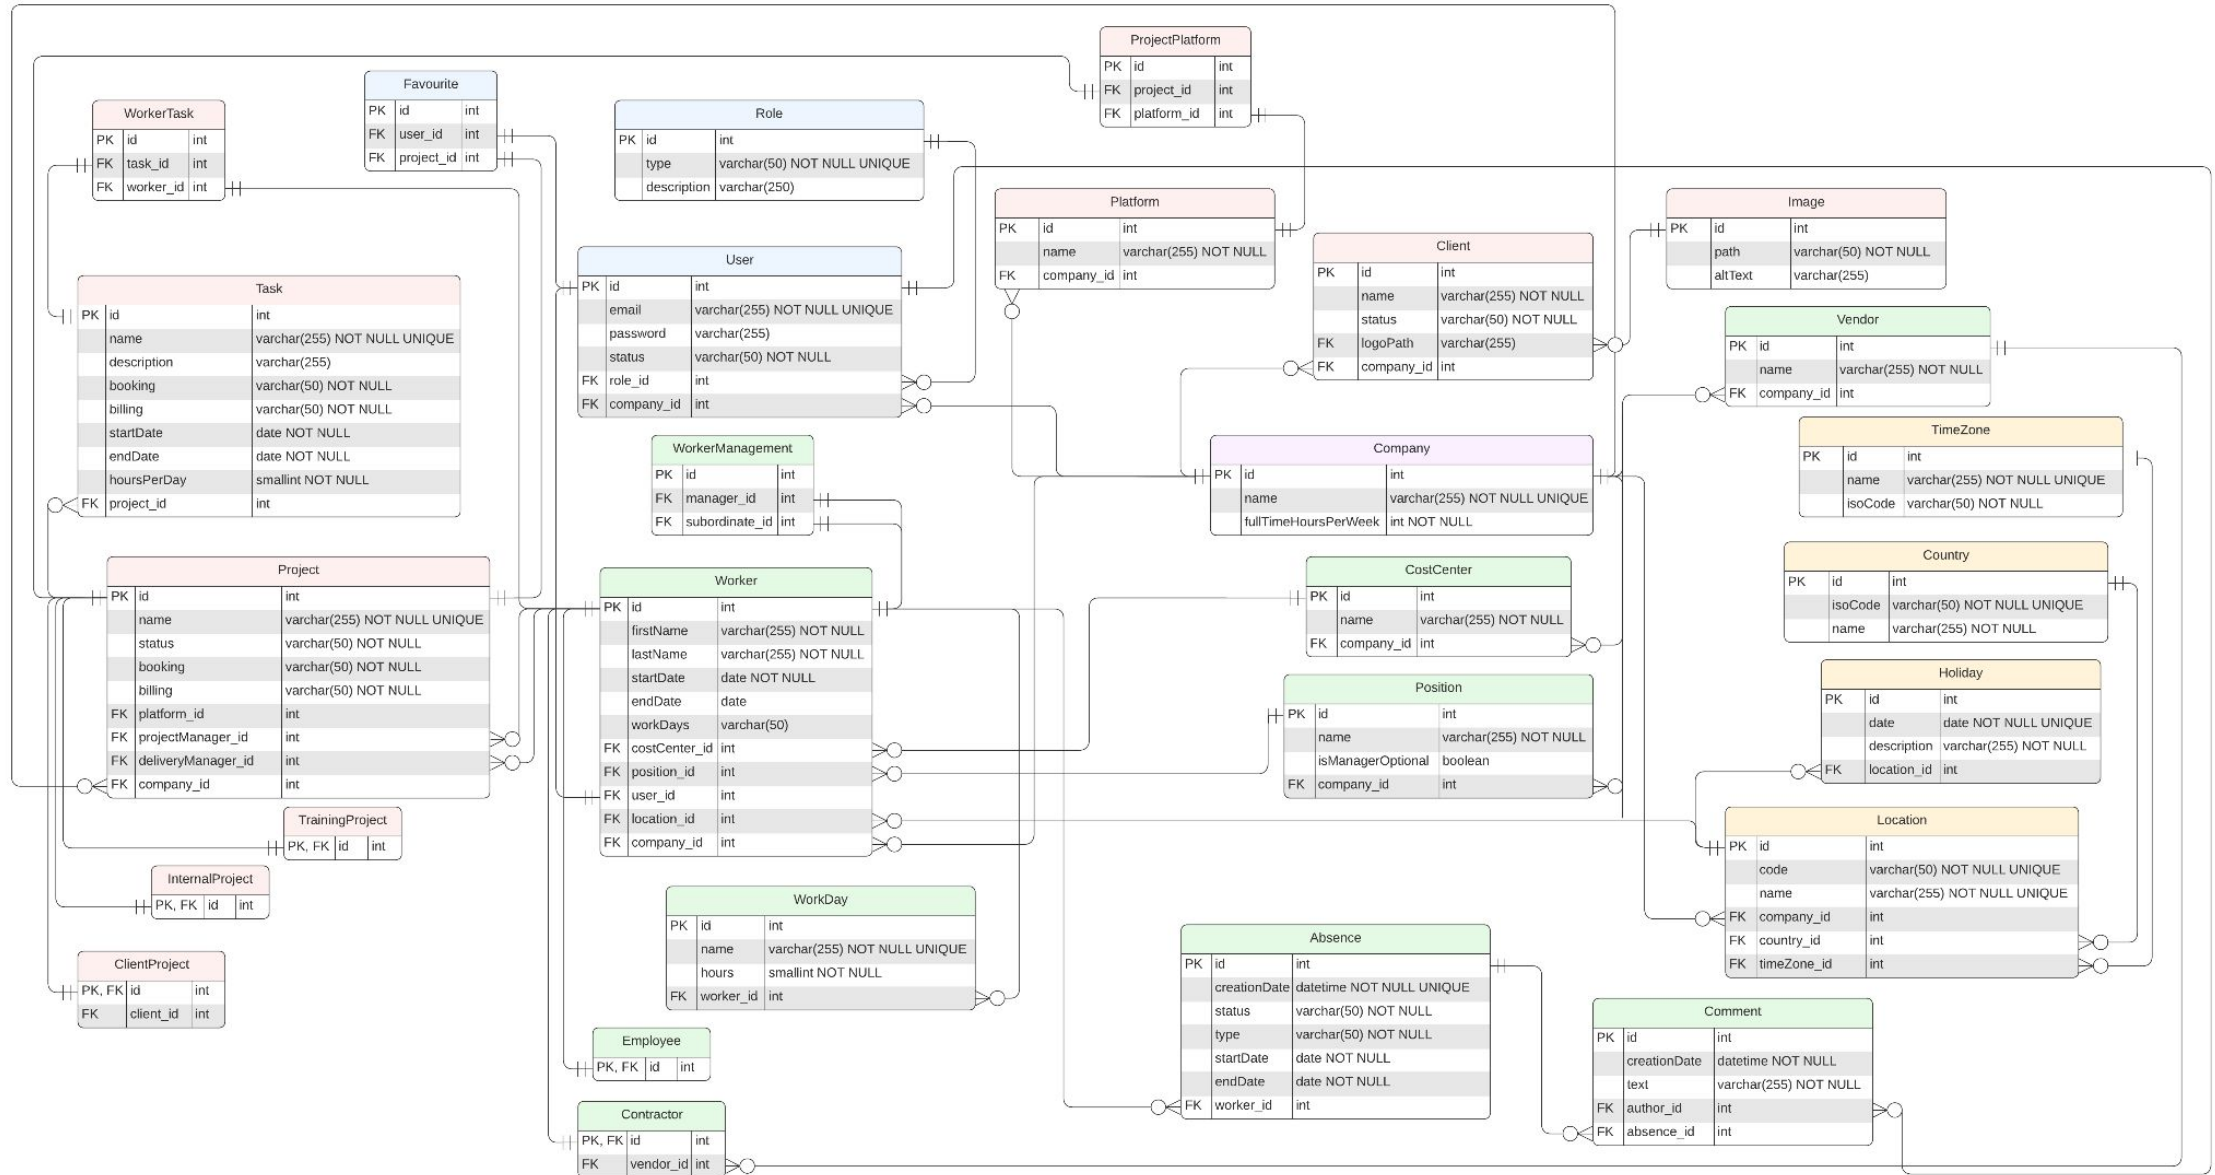 ProjectPlatform
PK id int
FK project_id int
FK platform_id int
Favourite
PK id int
FK user_id int
FK project_id int
WorkerTask
PK id int
FK task_id int
FK worker_id int
Role
PK id int
type varchar(50) NOT NULL UNIQUE
description varchar(250)
Platform
PK id int
name varchar(255) NOT NULL
FK company_id int
Image
PK id int
path varchar(50) NOT NULL
altText varchar(255)
Client
PK id int
name varchar(255) NOT NULL
status varchar(50) NOT NULL
FK logoPath varchar(255)
FK company_id int
User
PK id int
email varchar(255) NOT NULL UNIQUE
password varchar(255)
status varchar(50) NOT NULL
FK role_id int
FK company_id int
Task
PK id int
name varchar(255) NOT NULL UNIQUE
description varchar(255)
booking varchar(50) NOT NULL
billing varchar(50) NOT NULL
startDate date NOT NULL
endDate date NOT NULL
hoursPerDay smallint NOT NULL
FK project_id int
Vendor
PK id int
name varchar(255) NOT NULL
FK company_id int
TimeZone
PK id int
name varchar(255) NOT NULL UNIQUE
isoCode varchar(50) NOT NULL
WorkerManagement
PK id int
FK manager_id int
FK subordinate_id int
Company
PK id int
name varchar(255) NOT NULL UNIQUE
fullTimeHoursPerWeek int NOT NULL
Country
PK id int
isoCode varchar(50) NOT NULL UNIQUE
name varchar(255) NOT NULL
Project
PK id int
name varchar(255) NOT NULL UNIQUE
status varchar(50) NOT NULL
booking varchar(50) NOT NULL
billing varchar(50) NOT NULL
FK platform_id int
FK projectManager_id int
FK deliveryManager_id int
FK company_id int
Worker
PK id int
firstName varchar(255) NOT NULL
lastName varchar(255) NOT NULL
startDate date NOT NULL
endDate date
workDays varchar(50)
FK costCenter_id int
FK position_id int
FK user_id int
FK location_id int
FK company_id int
CostCenter
PK id int
name varchar(255) NOT NULL
FK company_id int
Position
PK id int
name varchar(255) NOT NULL
isManagerOptional boolean
FK company_id int
Holiday
PK id int
date date NOT NULL UNIQUE
description varchar(255) NOT NULL
FK location_id int
TrainingProject
PK, FK id int
InternalProject
PK, FK id int
ClientProject
PK, FK id int
FK client_id int
Location
PK id int
code varchar(50) NOT NULL UNIQUE
name varchar(255) NOT NULL UNIQUE
FK company_id int
FK country_id int
FK timeZone_id int
WorkDay
PK id int
name varchar(255) NOT NULL UNIQUE
hours smallint NOT NULL
FK worker_id int
Absence
PK id int
creationDate datetime NOT NULL UNIQUE
status varchar(50) NOT NULL
type varchar(50) NOT NULL
startDate date NOT NULL
endDate date NOT NULL
FK worker_id int
Comment
PK id int
creationDate datetime NOT NULL
text varchar(255) NOT NULL
FK author_id int
FK absence_id int
Employee
PK, FK id int
Contractor
PK, FK id int
FK vendor_id int